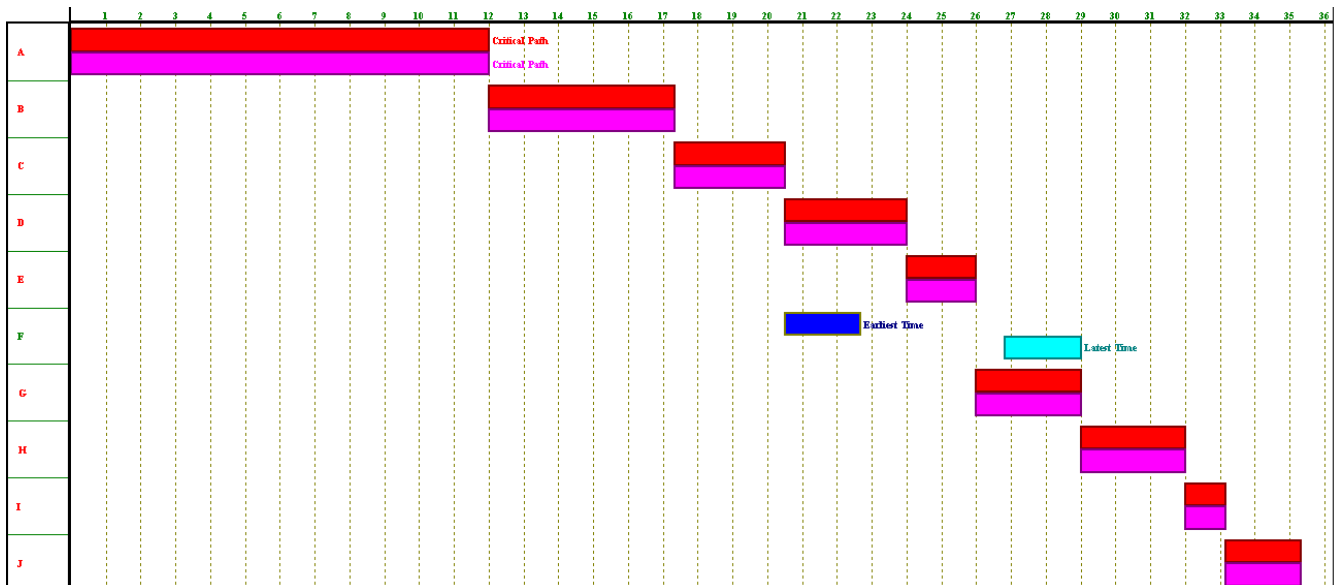 1 2 3 4 5 6 7 8 9 10 11 12 13 14 15 16 17 18 19 20 21 22 23 24 25 26 27 28 29 30 31 32 33 34 35 36
A Critical Path
Critical Path
B
C
D
E
F Earliest Time
Latest Time
G
H
I
J